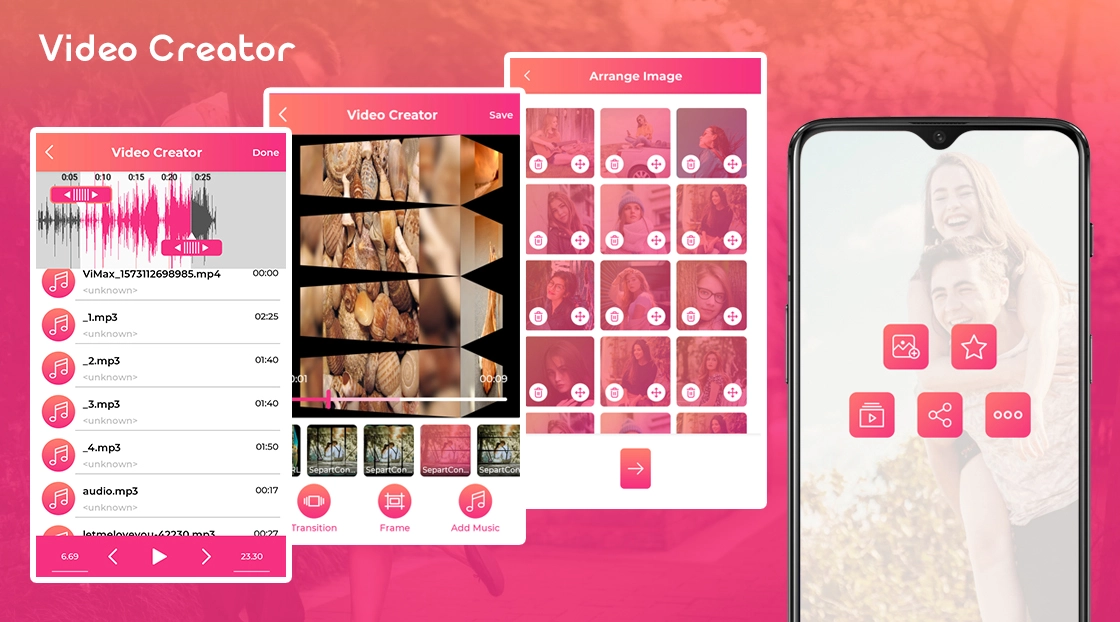 Video Creator
Video Creator
Done
0:05 0:10 0:15 0:20 0:25
ViMax_1573112698985.mp4 00:00
<unknown>
_1.mp3 02:25
<unknown>
_2.mp3 01:40
<unknown>
_3.mp3 01:40
<unknown>
_4.mp3 01:50
<unknown>
audio.mp3 00:17
<unknown>
letmeloveyou-42230.mp3 00:27
6.69 23.30
Video Creator
Save
0:01 00:09
SepartCon... SepartCon... SepartCon... SepartCon
Transition Frame Add Music
Arrange Image